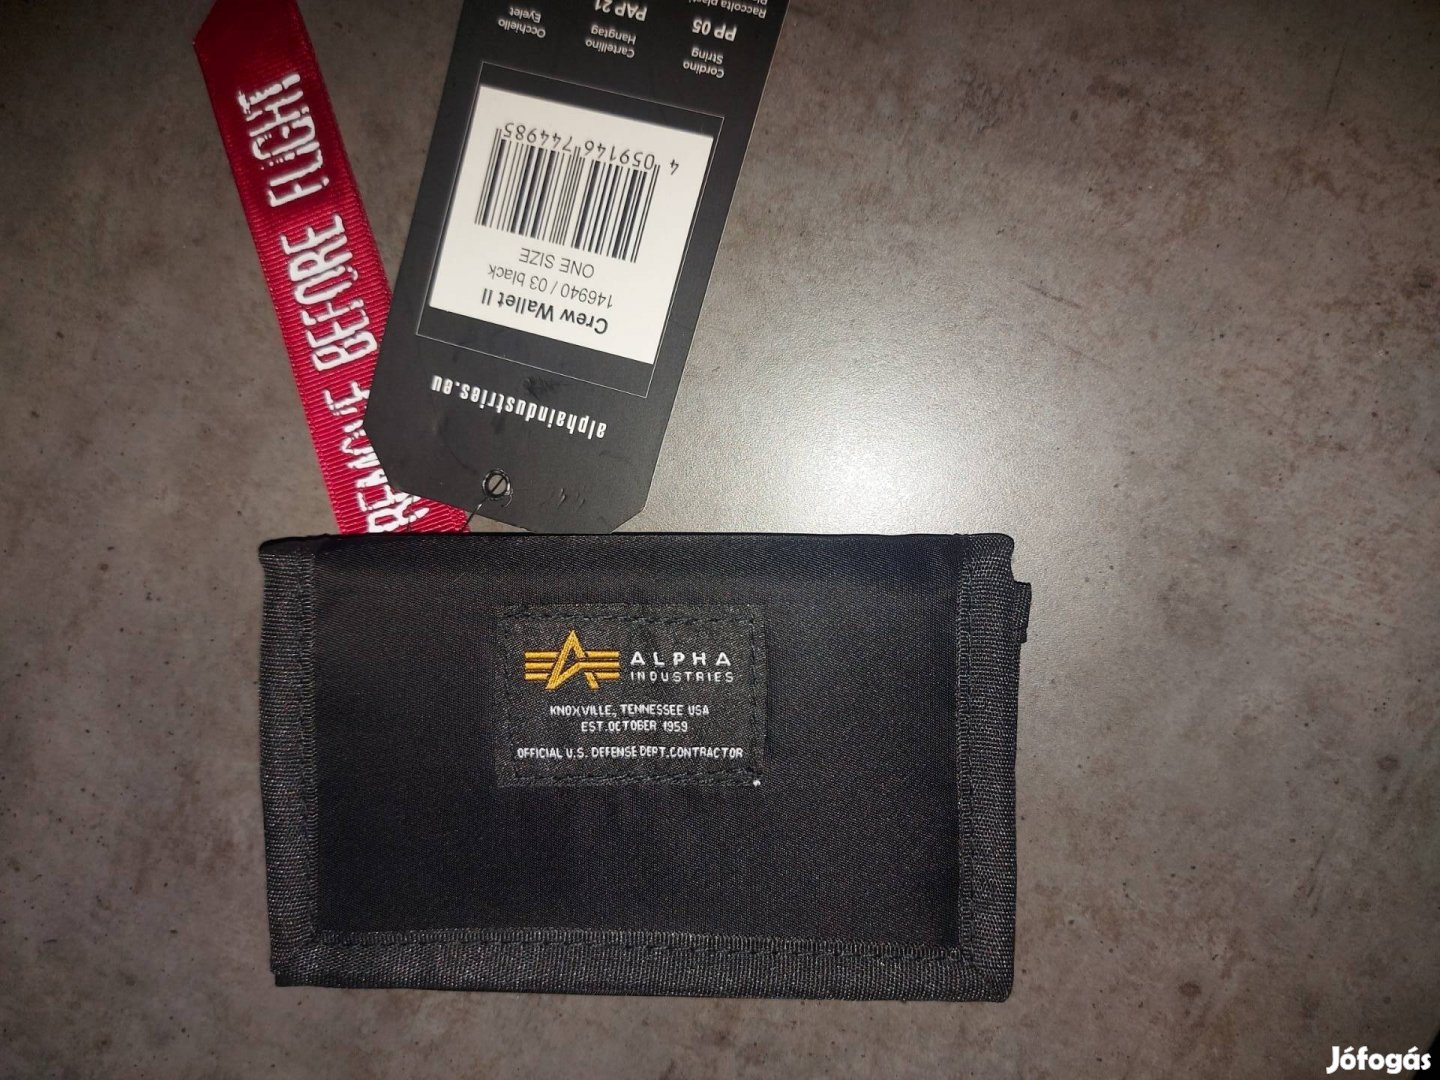 REMOVE BEFORE FLIGHT
alphaindustries.eu
Crew Wallet II
146940 / 03 black
ONE SIZE
4 059146 744985
Cordino
String
PP 05
Raccolta
Cartellino
Hangtag
PAP 21
Occhiello
Eyelet
ALPHA
INDUSTRIES
KNOXVILLE, TENNESSEE USA
EST. OCTOBER 1959
OFFICIAL U.S. DEFENSE DEPT. CONTRACTOR
Jófogás